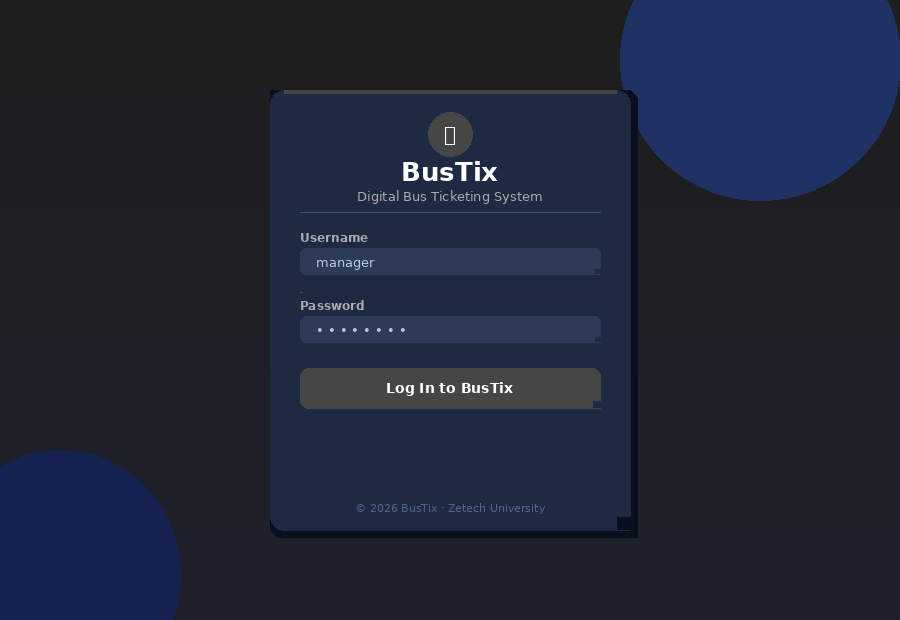 BusTix
Digital Bus Ticketing System
Username
manager
Password
••••••••
Log In to BusTix
© 2026 BusTix · Zetech University